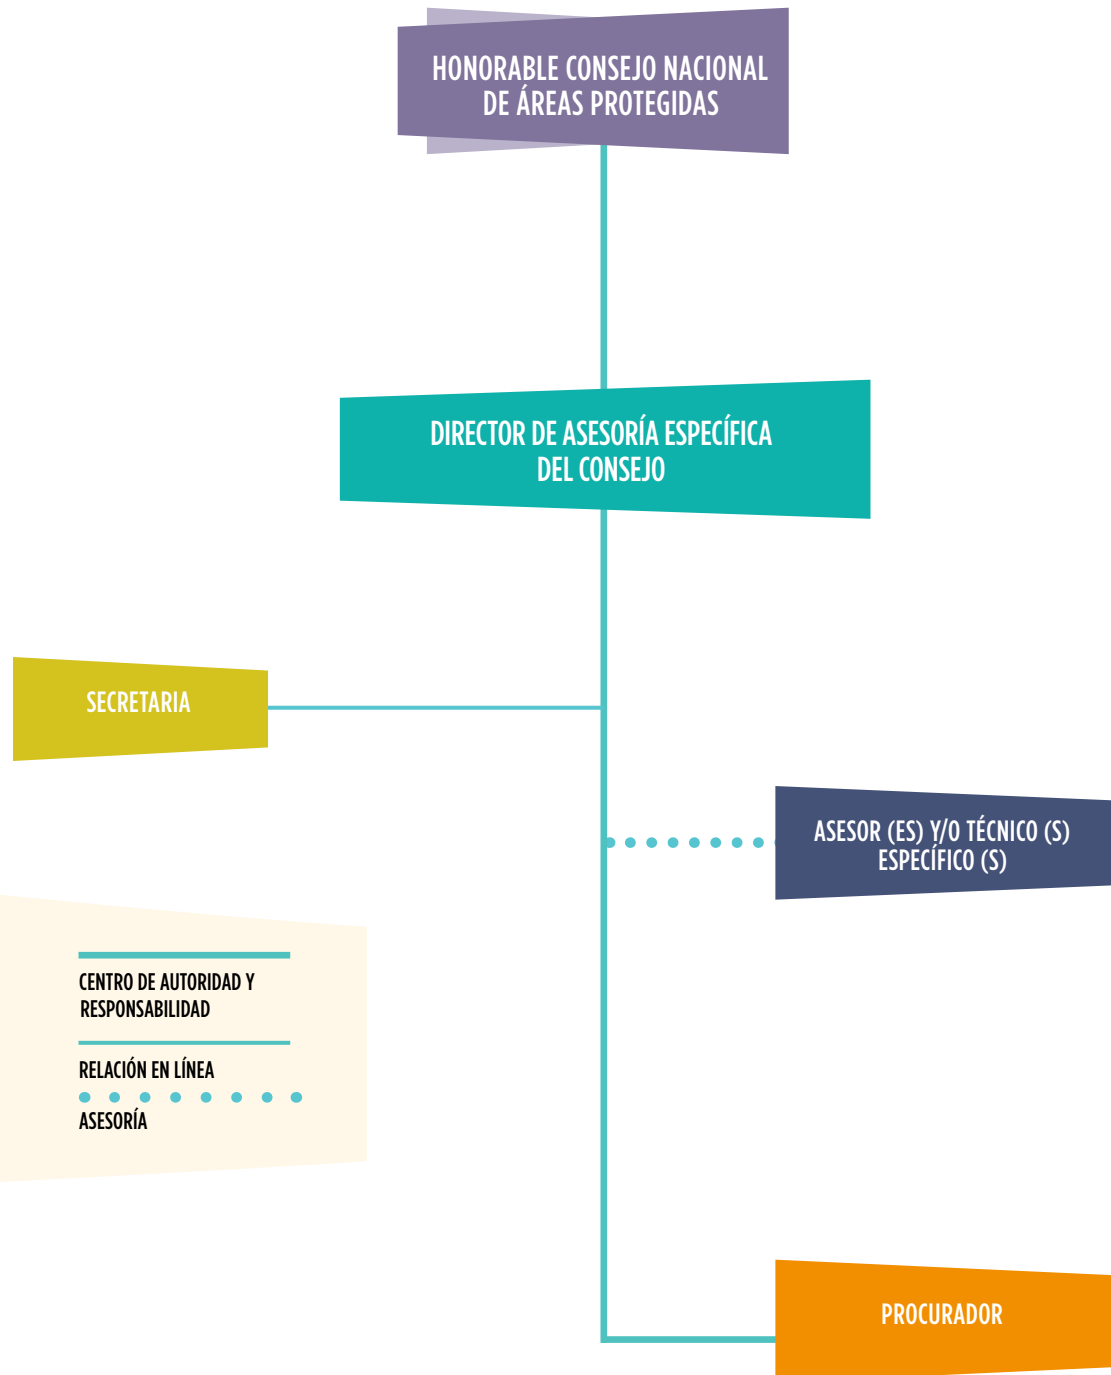 HONORABLE CONSEJO NACIONAL
DE ÁREAS PROTEGIDAS
DIRECTOR DE ASESORÍA ESPECÍFICA
DEL CONSEJO
SECRETARIA
ASESOR (ES) Y/O TÉCNICO (S)
ESPECÍFICO (S)
CENTRO DE AUTORIDAD Y
RESPONSABILIDAD
RELACIÓN EN LÍNEA
ASESORÍA
PROCURADOR